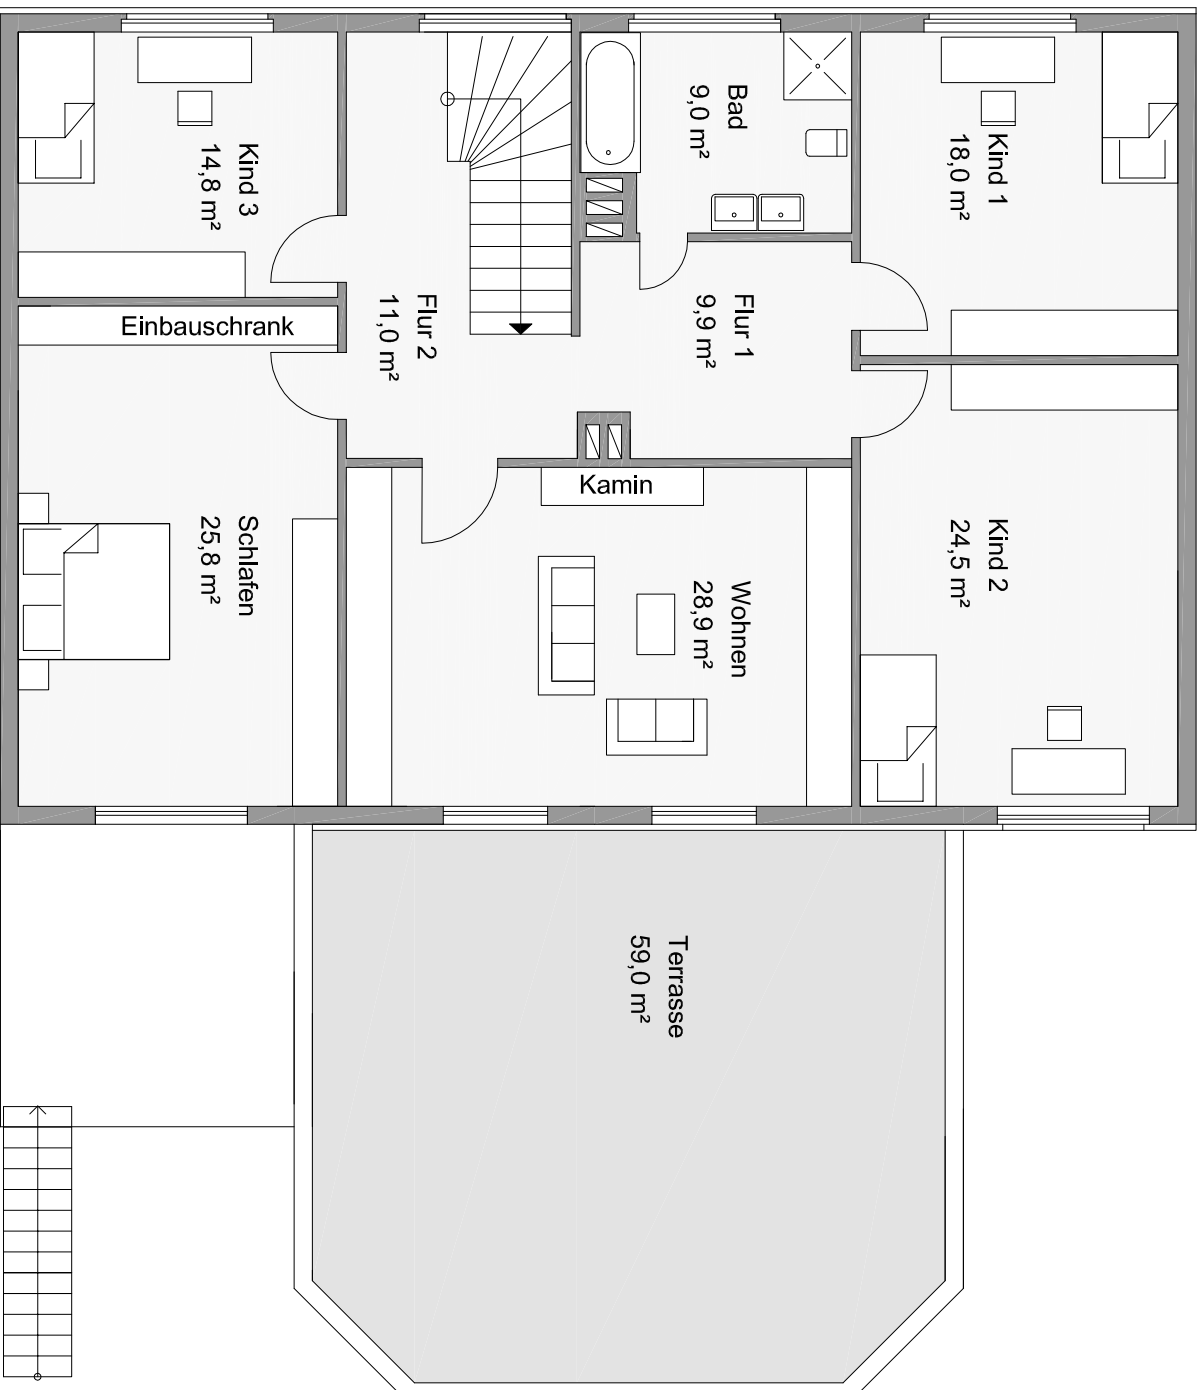 Kind 3
14,8 m²
Bad
9,0 m²
Kind 1
18,0 m²
Flur 2
11,0 m²
Flur 1
9,9 m²
Einbauschrank
Kamin
Schlafen
25,8 m²
Wohnen
28,9 m²
Kind 2
24,5 m²
Terrasse
59,0 m²